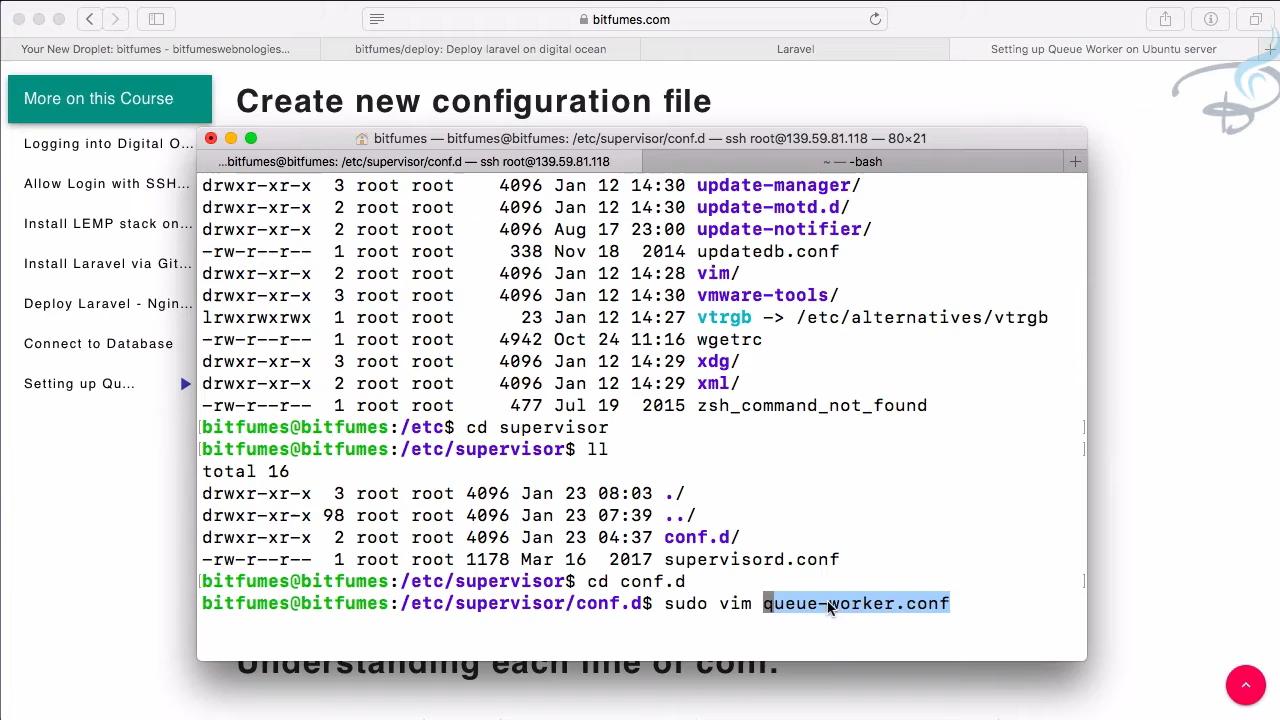 bitfumes.com
Your New Droplet: bitfumes - bitfumeswebnologies...
bitfumes/deploy: Deploy laravel on digital ocean
Laravel
Setting up Queue Worker on Ubuntu server
More on this Course
Logging into Digital O...
Allow Login with SSH...
Install LEMP stack on...
Install Laravel via Git...
Deploy Laravel - Ngin...
Connect to Database
Setting up Qu...
Create new configuration file
bitfumes — bitfumes@bitfumes: /etc/supervisor/conf.d — ssh root@139.59.81.118 — 80×21
...bitfumes@bitfumes: /etc/supervisor/conf.d — ssh root@139.59.81.118
~ — -bash
drwxr-xr-x 3 root root 4096 Jan 12 14:30 update-manager/
drwxr-xr-x 2 root root 4096 Jan 12 14:30 update-motd.d/
drwxr-xr-x 2 root root 4096 Aug 17 23:00 update-notifier/
-rw-r--r-- 1 root root 338 Nov 18 2014 updatedb.conf
drwxr-xr-x 2 root root 4096 Jan 12 14:28 vim/
drwxr-xr-x 3 root root 4096 Jan 12 14:30 vmware-tools/
lrwxrwxrwx 1 root root 23 Jan 12 14:27 vtrgb -> /etc/alternatives/vtrgb
-rw-r--r-- 1 root root 4942 Oct 24 11:16 wgetrc
drwxr-xr-x 3 root root 4096 Jan 12 14:29 xdg/
drwxr-xr-x 2 root root 4096 Jan 12 14:29 xml/
-rw-r--r-- 1 root root 477 Jul 19 2015 zsh_command_not_found
[bitfumes@bitfumes:/etc$ cd supervisor ]
[bitfumes@bitfumes:/etc/supervisor$ ll ]
total 16
drwxr-xr-x 3 root root 4096 Jan 23 08:03 ./
drwxr-xr-x 98 root root 4096 Jan 23 07:39 ../
drwxr-xr-x 2 root root 4096 Jan 23 04:37 conf.d/
-rw-r--r-- 1 root root 1178 Mar 16 2017 supervisord.conf
[bitfumes@bitfumes:/etc/supervisor$ cd conf.d ]
bitfumes@bitfumes:/etc/supervisor/conf.d$ sudo vim queue-worker.conf
Understanding each line of conf.